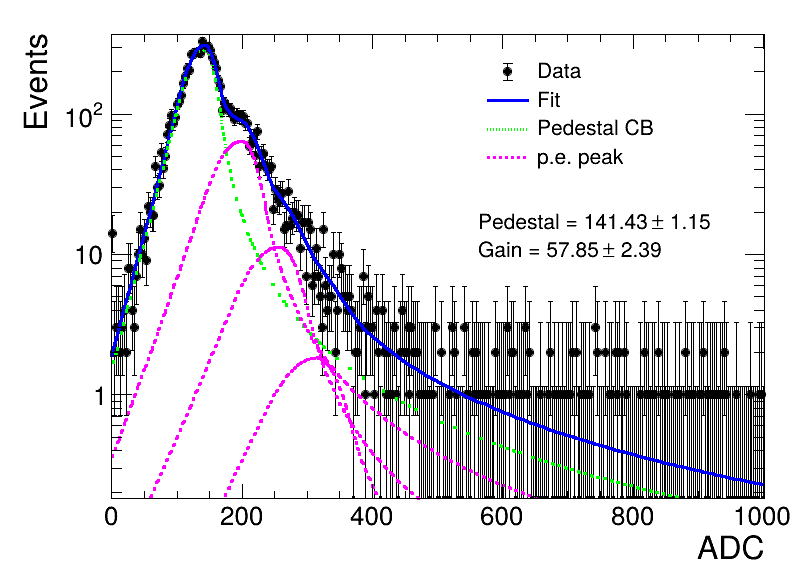 Events
10²
10
1
Data
Fit
Pedestal CB
p.e. peak
Pedestal = 141.43 ± 1.15
Gain = 57.85 ± 2.39
0 200 400 600 800 1000
ADC